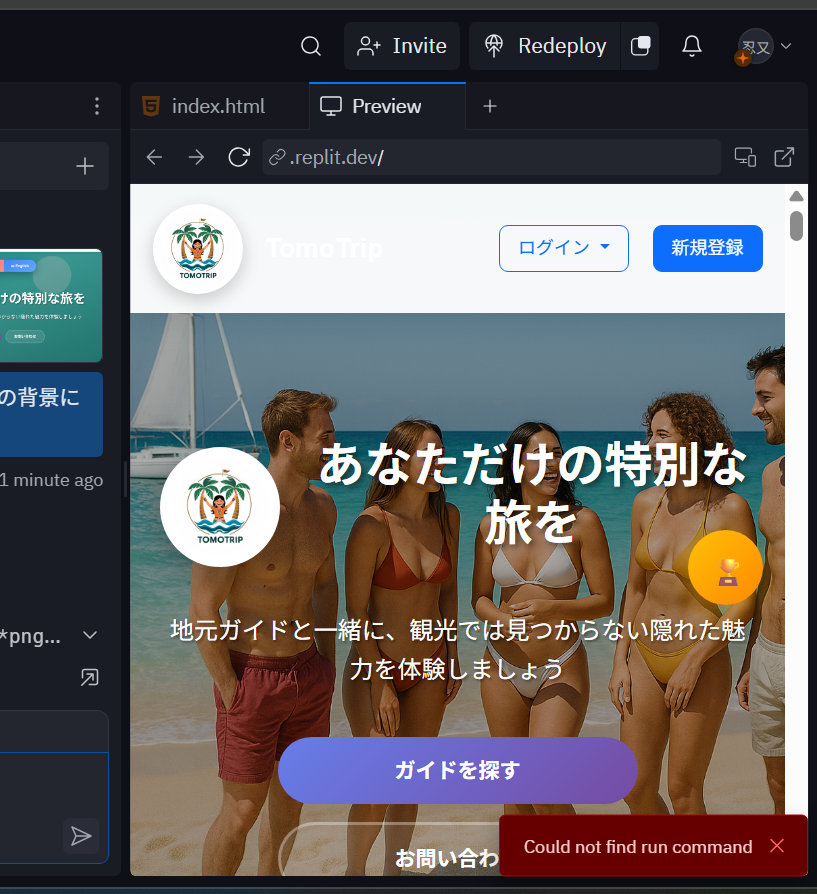 Invite
Redeploy
忍又
index.html
Preview
.replit.dev/
TOMOTRIP
TomoTrip
ログイン
新規登録
けの特別な旅を
の背景に
1 minute ago
あなただけの特別な
旅を
TOMOTRIP
地元ガイドと一緒に、観光では見つからない隠れた魅
力を体験しましょう
*png...
ガイドを探す
お問い合わ
Could not find run command